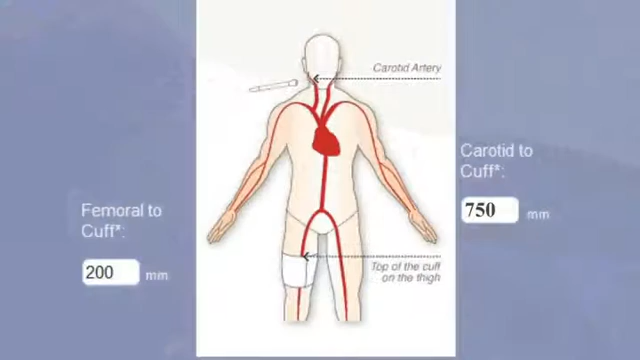 Carotid Artery
Carotid to
Cuff*:
750 mm
Femoral to
Cuff*:
200 mm
Top of the cuff
on the thigh